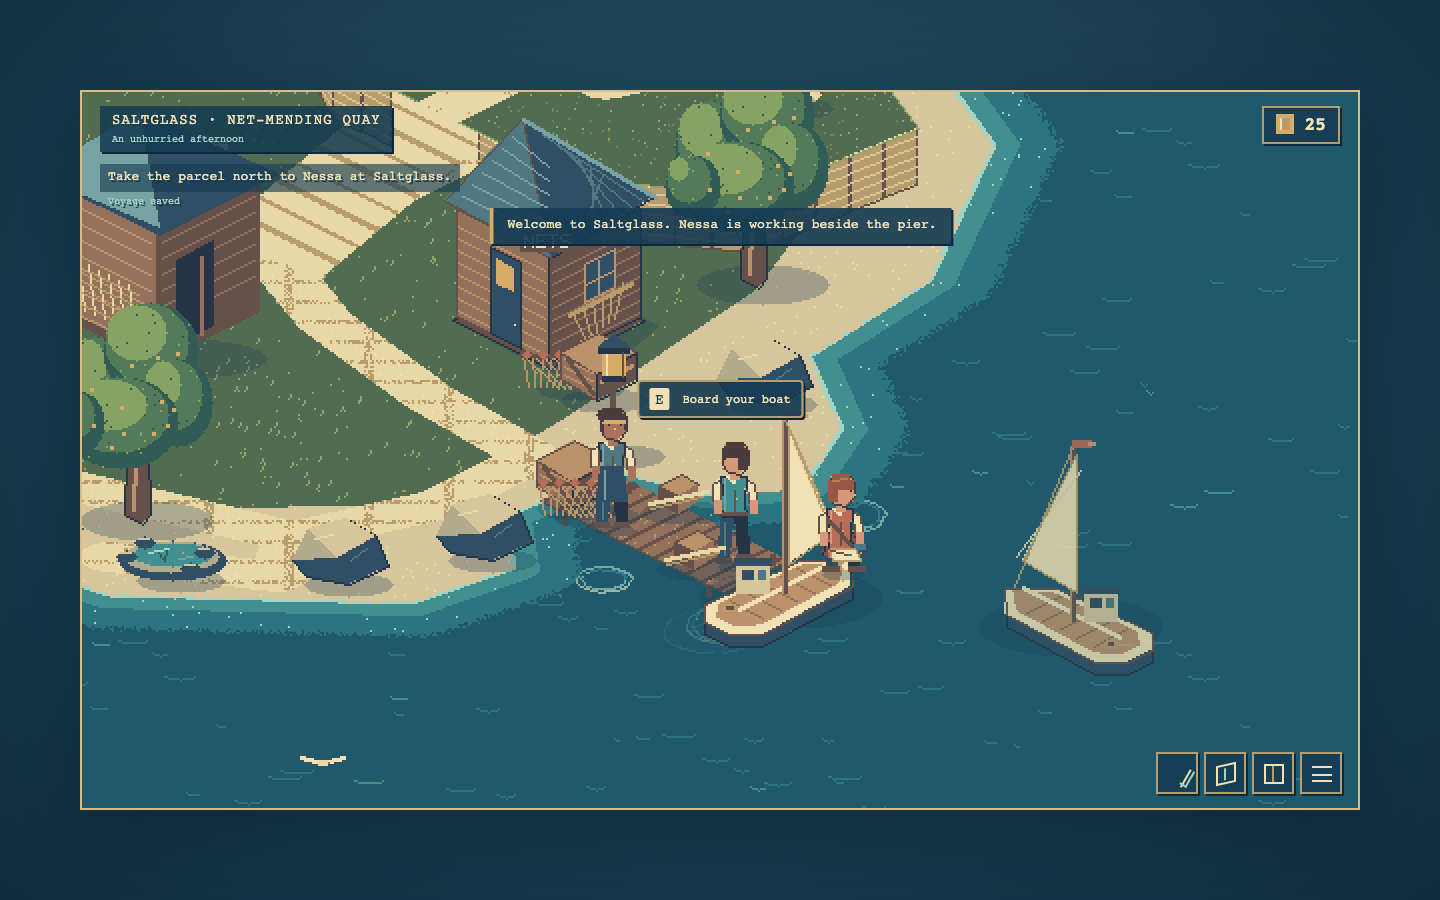 SALTGLASS · NET-MENDING QUAY
An unhurried afternoon
25
Take the parcel north to Nessa at Saltglass.
Voyage saved
Welcome to Saltglass. Nessa is working beside the pier.
NETS
E Board your boat